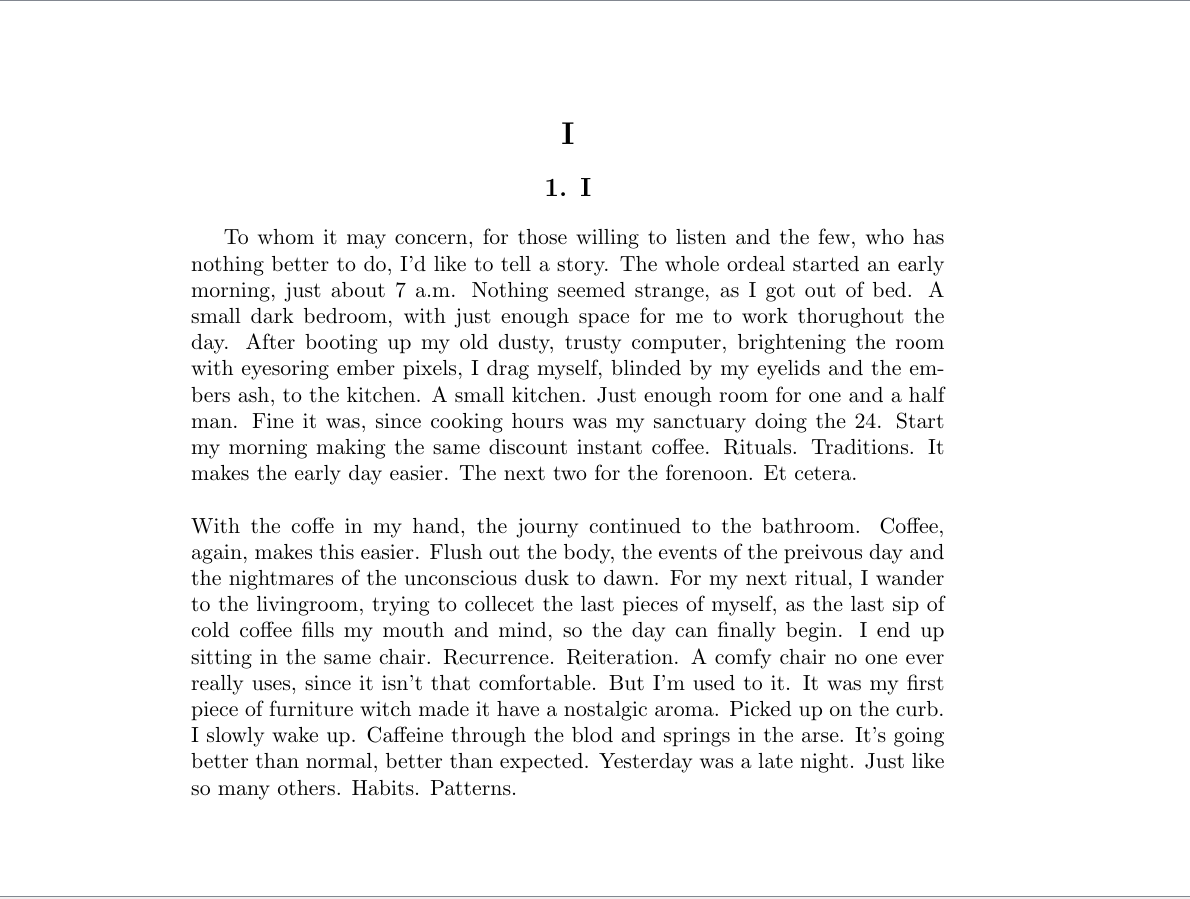 I
1. I
To whom it may concern, for those willing to listen and the few, who has
nothing better to do, I'd like to tell a story. The whole ordeal started an early
morning, just about 7 a.m. Nothing seemed strange, as I got out of bed. A
small dark bedroom, with just enough space for me to work thorughout the
day. After booting up my old dusty, trusty computer, brightening the room
with eyesoring ember pixels, I drag myself, blinded by my eyelids and the em-
bers ash, to the kitchen. A small kitchen. Just enough room for one and a half
man. Fine it was, since cooking hours was my sanctuary doing the 24. Start
my morning making the same discount instant coffee. Rituals. Traditions. It
makes the early day easier. The next two for the forenoon. Et cetera.
With the coffe in my hand, the journy continued to the bathroom. Coffee,
again, makes this easier. Flush out the body, the events of the preivous day and
the nightmares of the unconscious dusk to dawn. For my next ritual, I wander
to the livingroom, trying to collecet the last pieces of myself, as the last sip of
cold coffee fills my mouth and mind, so the day can finally begin. I end up
sitting in the same chair. Recurrence. Reiteration. A comfy chair no one ever
really uses, since it isn't that comfortable. But I'm used to it. It was my first
piece of furniture witch made it have a nostalgic aroma. Picked up on the curb.
I slowly wake up. Caffeine through the blod and springs in the arse. It's going
better than normal, better than expected. Yesterday was a late night. Just like
so many others. Habits. Patterns.